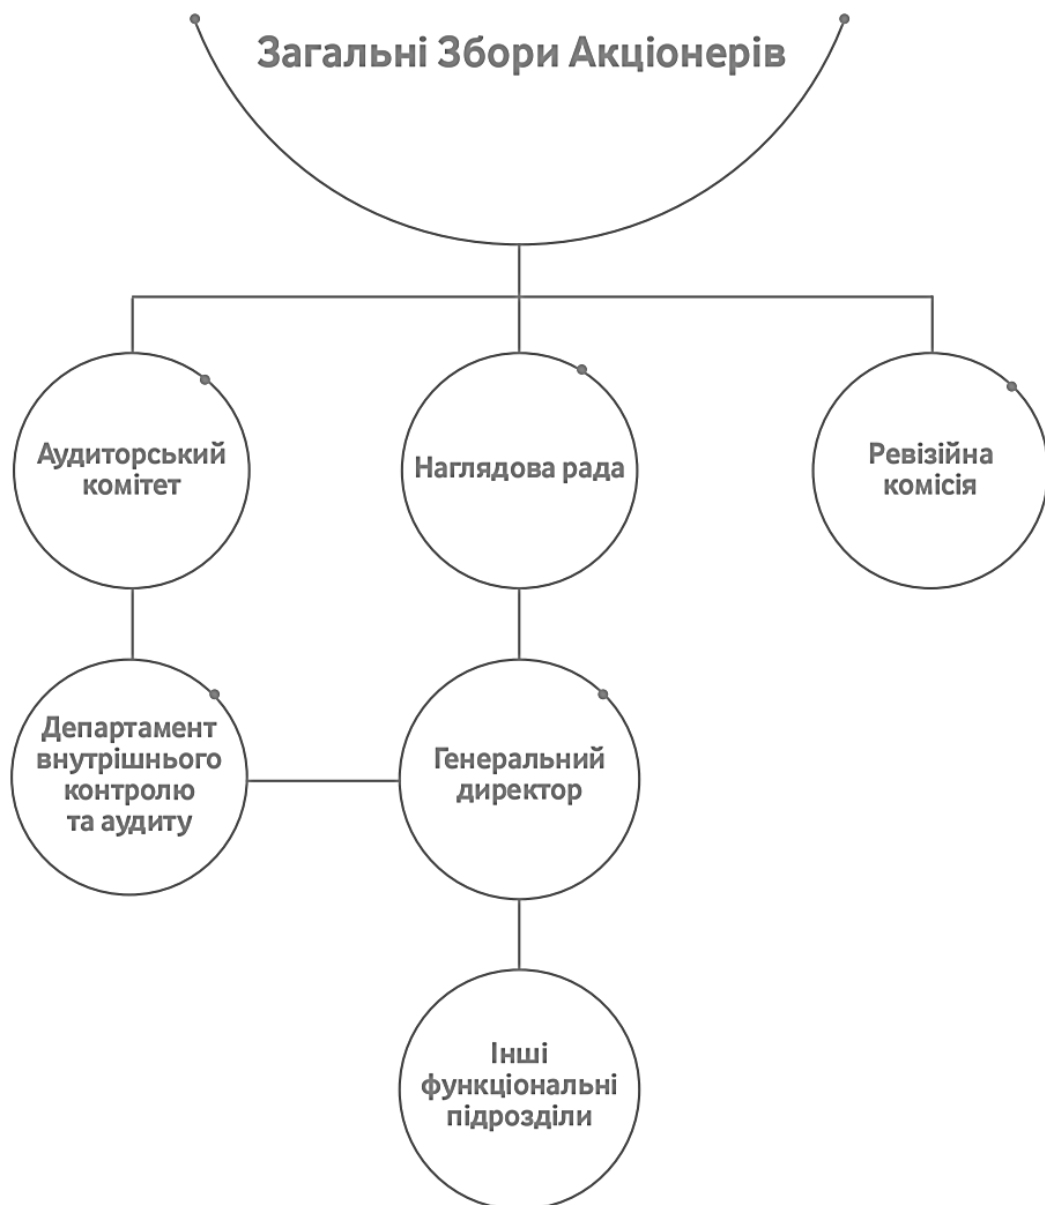 Загальні Збори Акціонерів
Аудиторський
комітет
Наглядова рада
Ревізійна
комісія
Департамент
внутрішнього
контролю
та аудиту
Генеральний
директор
Інші
функціональні
підрозділи